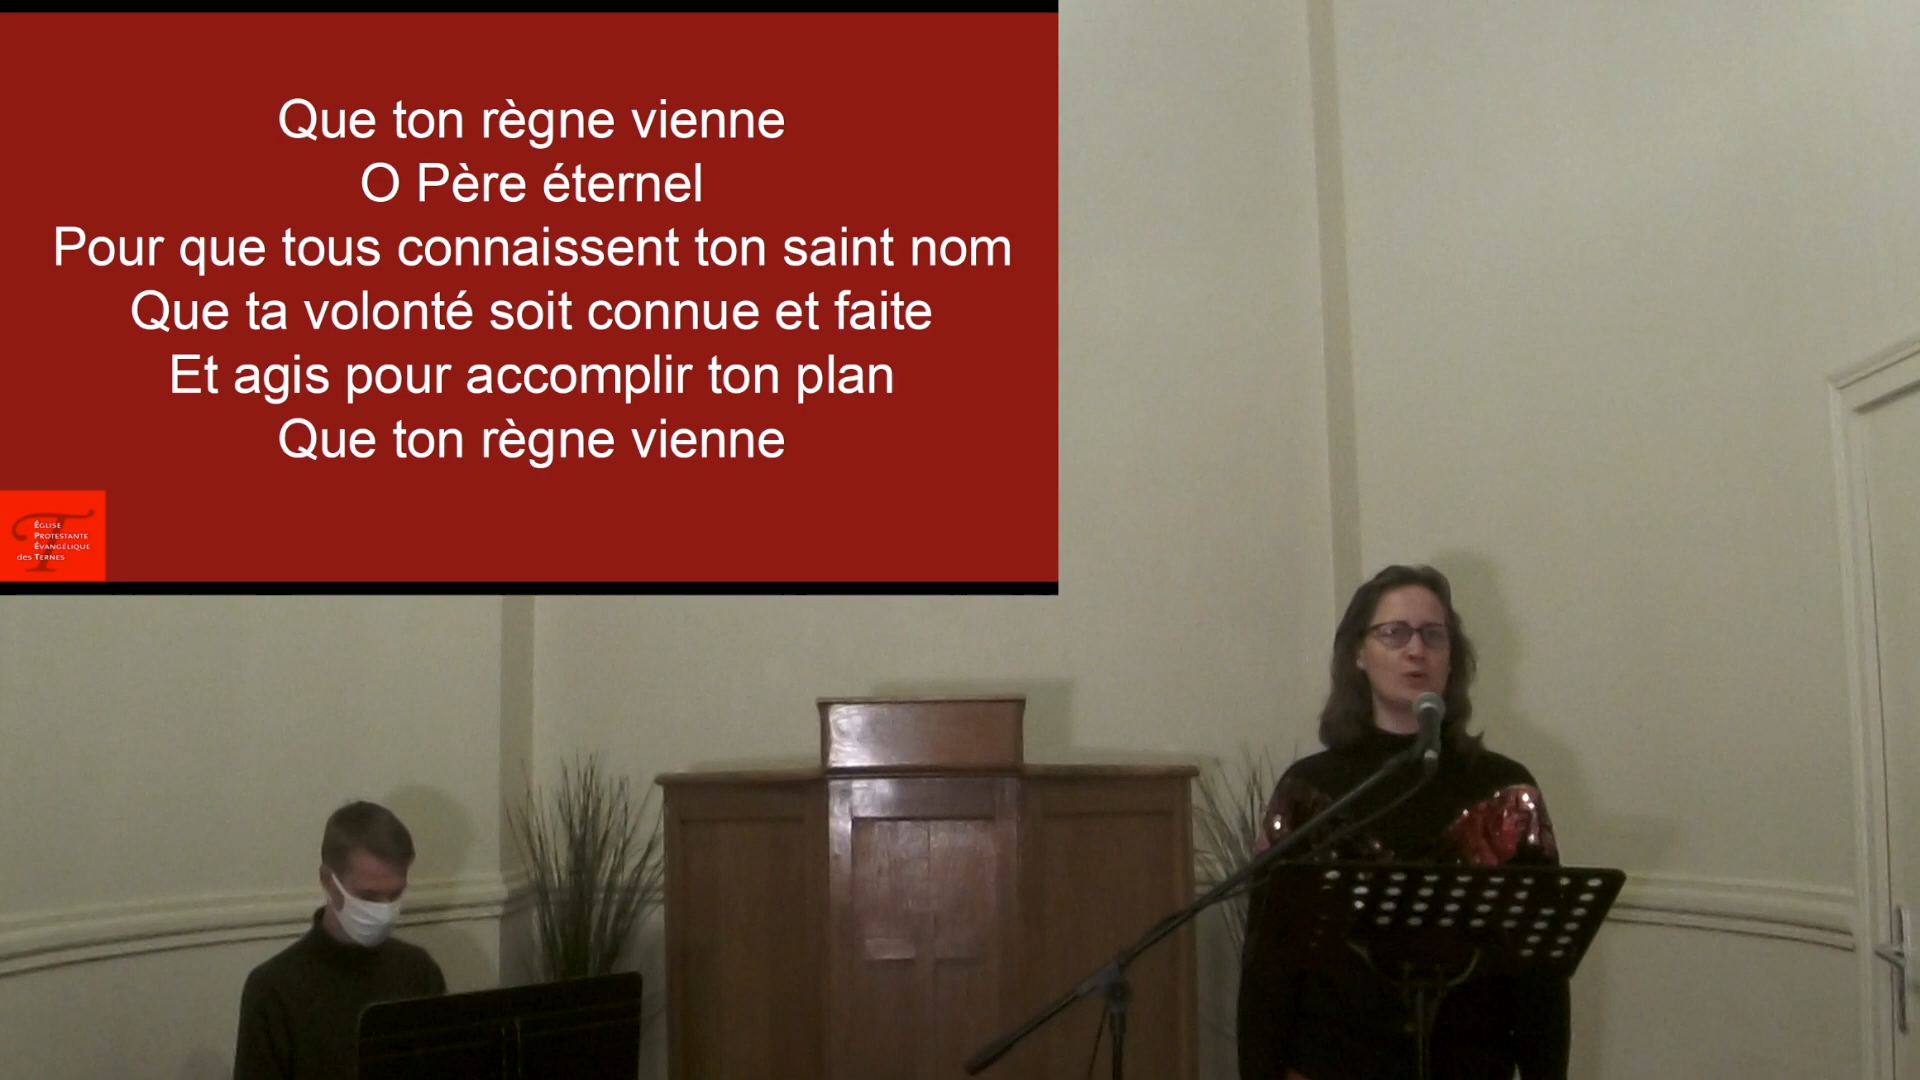 Que ton règne vienne
O Père éternel
Pour que tous connaissent ton saint nom
Que ta volonté soit connue et faite
Et agis pour accomplir ton plan
Que ton règne vienne
ÉGLISE
PROTESTANTE
ÉVANGÉLIQUE
des TERNES